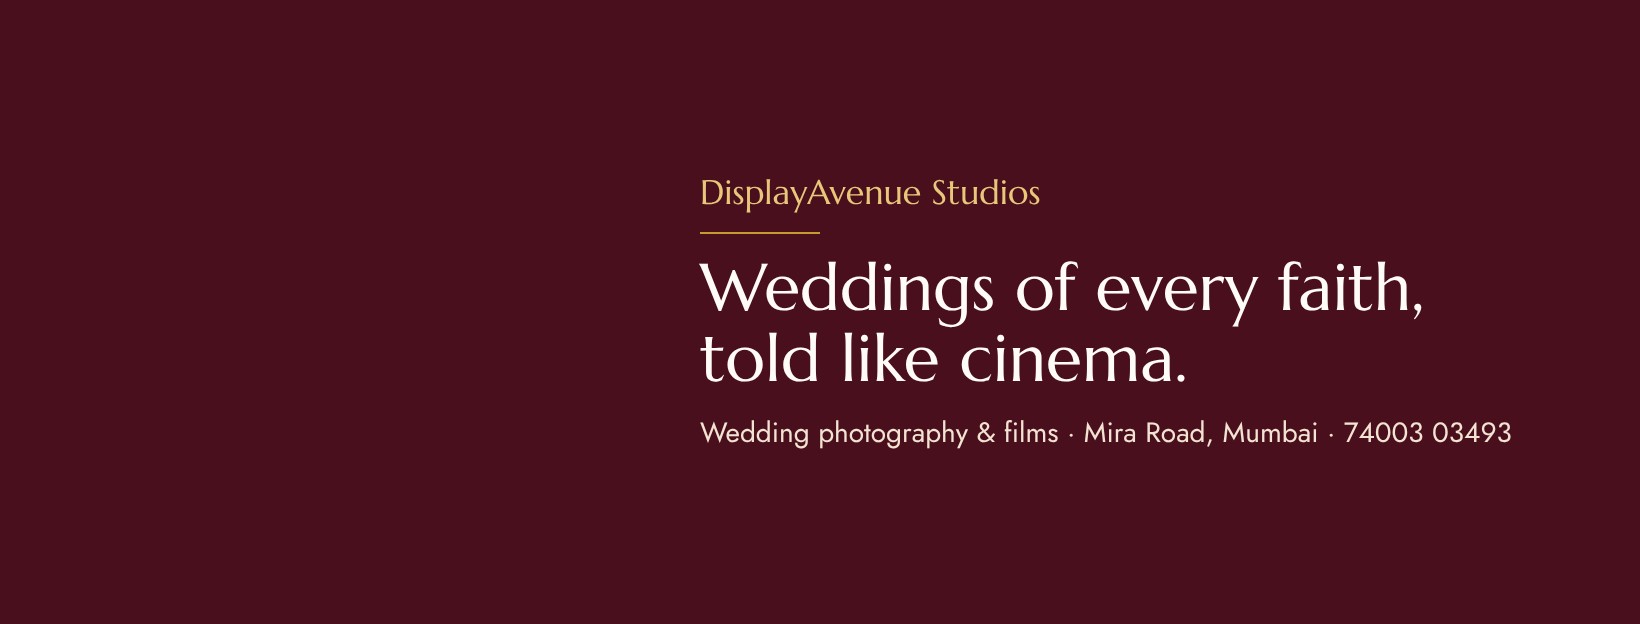 DisplayAvenue Studios
Weddings of every faith,
told like cinema.
Wedding photography & films · Mira Road, Mumbai · 74003 03493